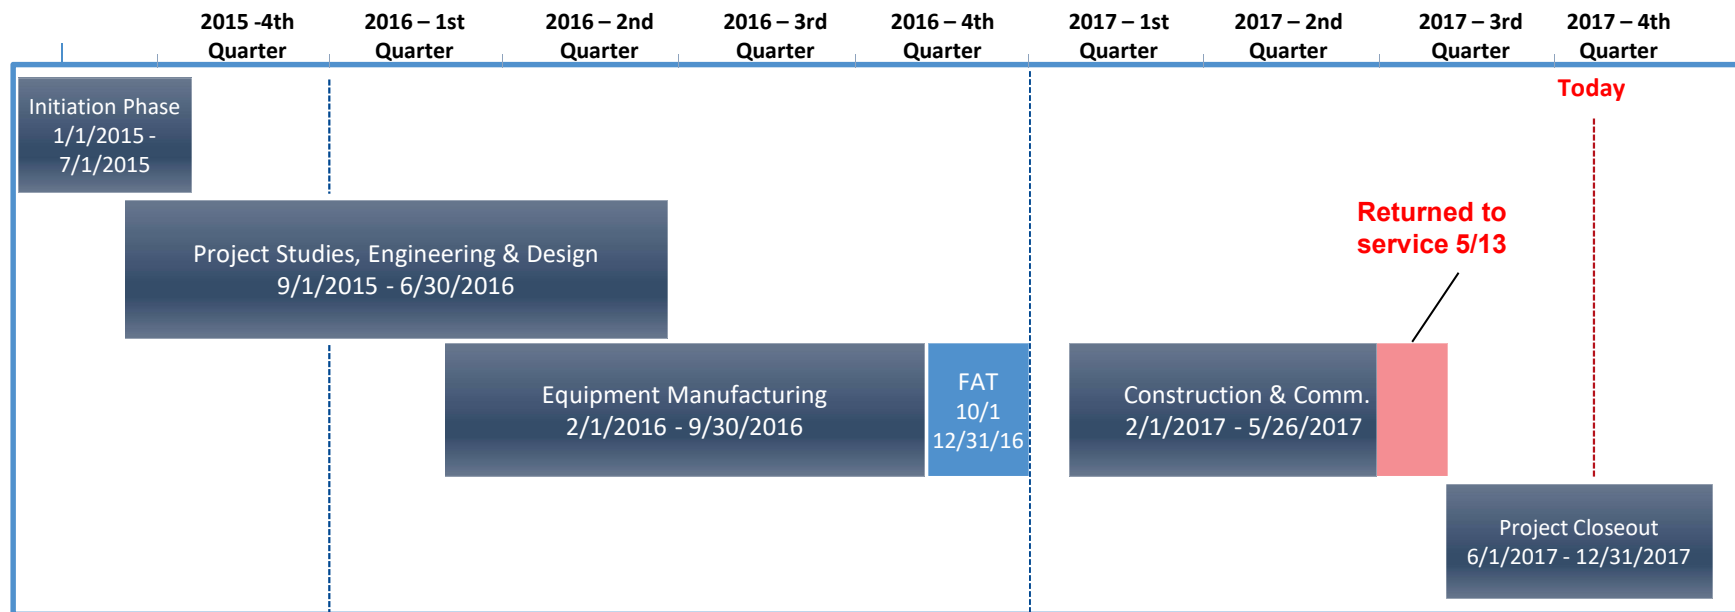 2015 -4th
Quarter
2016 – 1st
Quarter
2016 – 2nd
Quarter
2016 – 3rd
Quarter
2016 – 4th
Quarter
2017 – 1st
Quarter
2017 – 2nd
Quarter
2017 – 3rd
Quarter
2017 – 4th
Quarter
Today
Initiation Phase
1/1/2015 -
7/1/2015
Returned to
service 5/13
Project Studies, Engineering & Design
9/1/2015 - 6/30/2016
Equipment Manufacturing
2/1/2016 - 9/30/2016
FAT
10/1
12/31/16
Construction & Comm.
2/1/2017 - 5/26/2017
Project Closeout
6/1/2017 - 12/31/2017